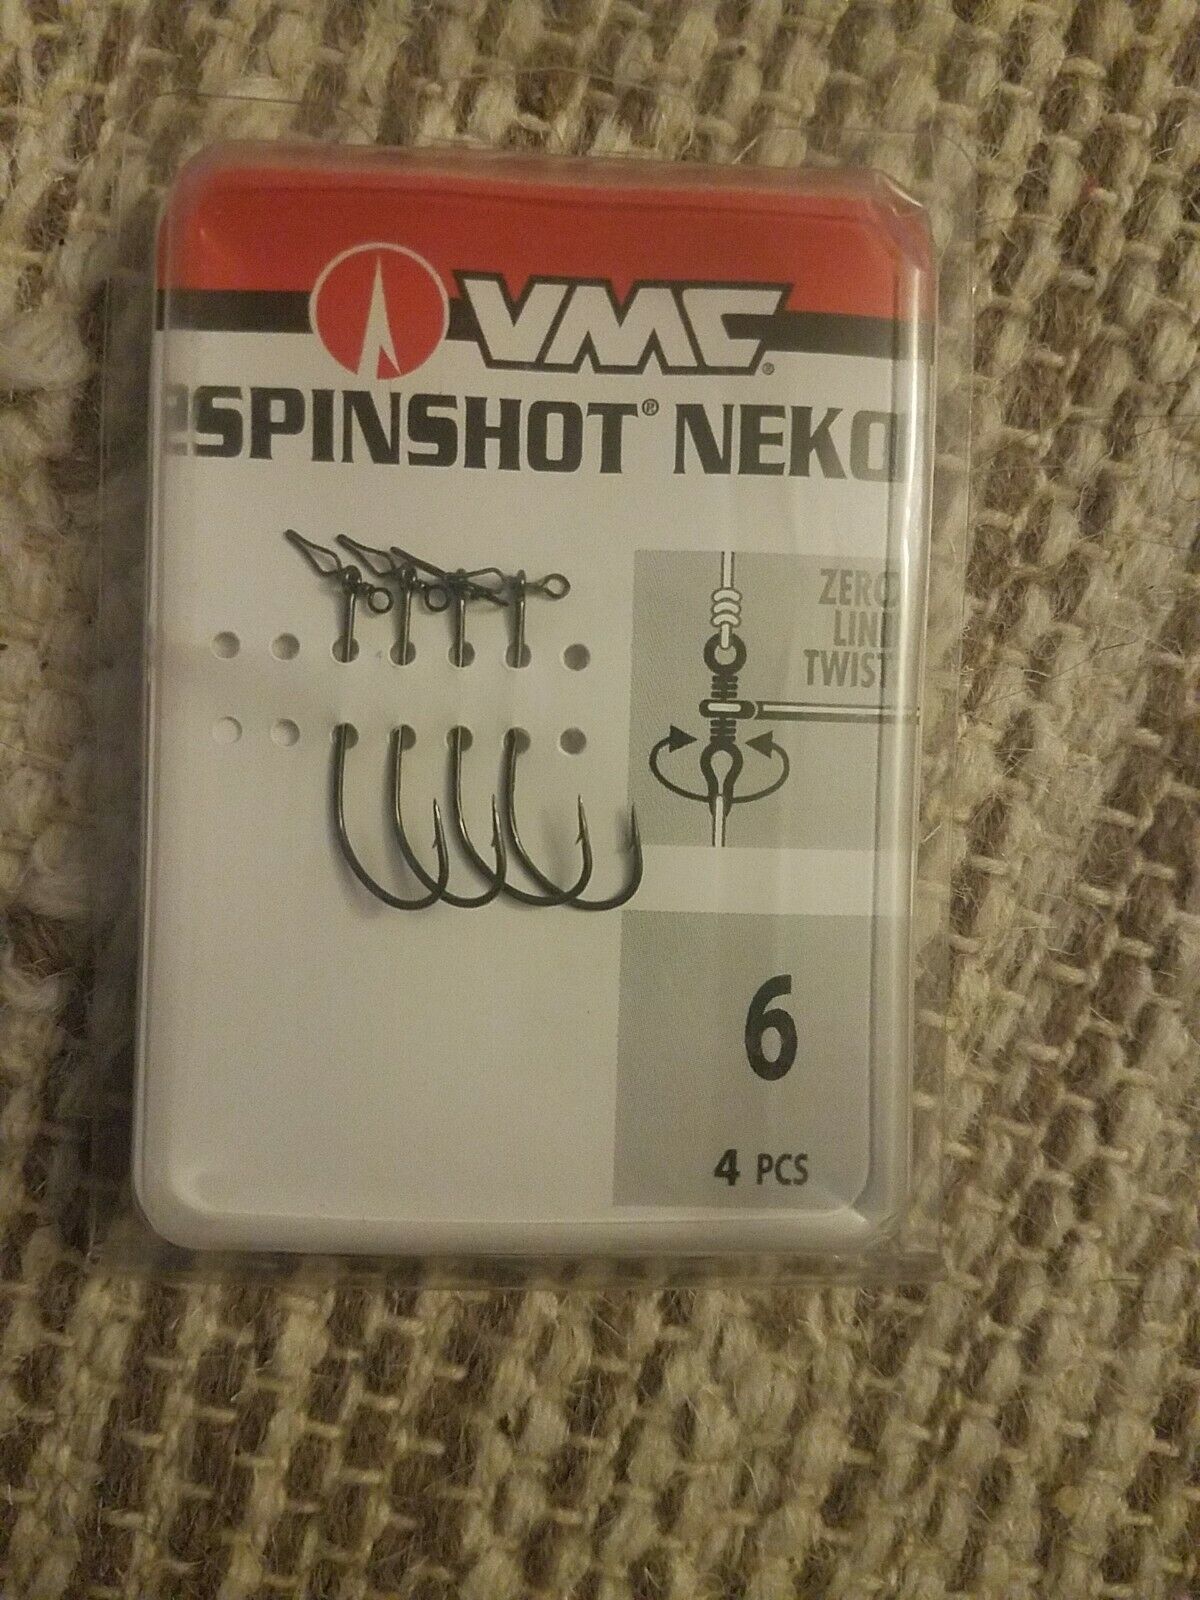 VMC®
SPINSHOT® NEKO
ZERO
LINE
TWIST
6
4 PCS